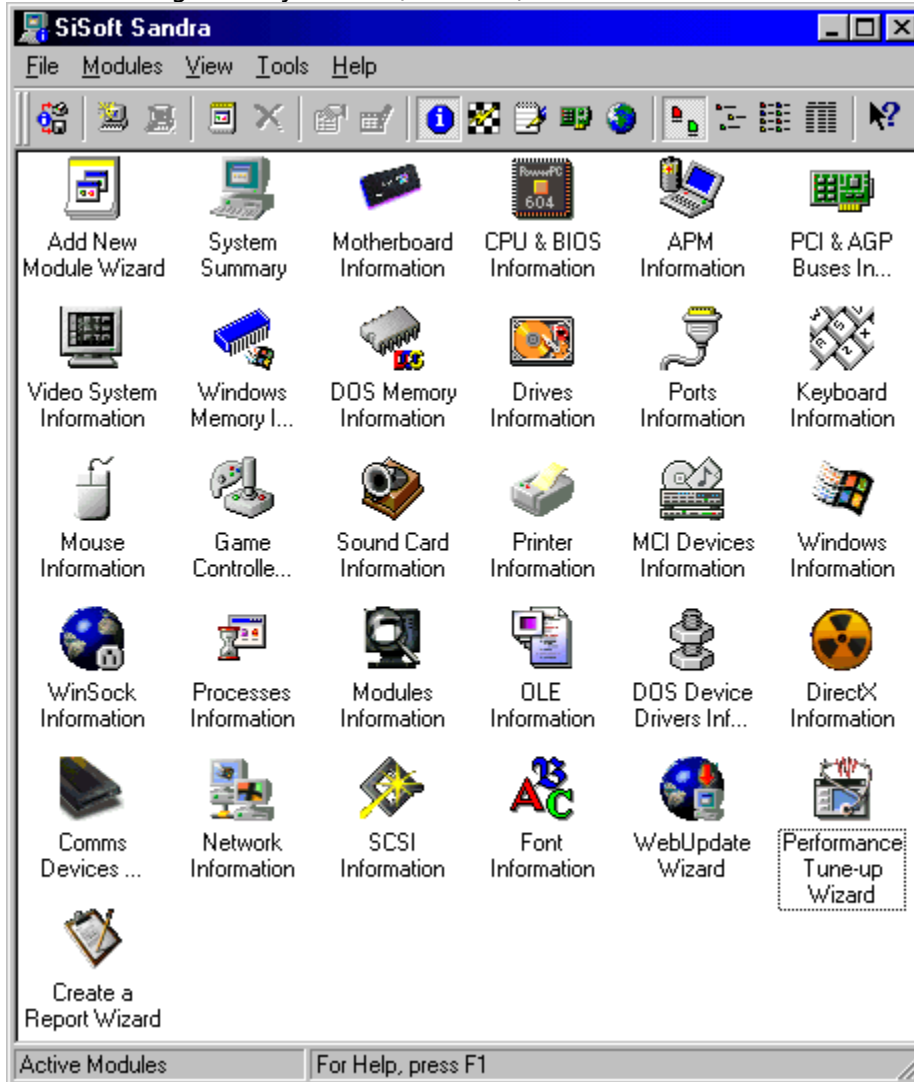 SiSoft Sandra
File Modules View Tools Help
PowerPC
604
Add New
Module Wizard
System
Summary
Motherboard
Information
CPU & BIOS
Information
APM
Information
PCI & AGP
Buses In...
Video System
Information
Windows
Memory I...
DOS Memory
Information
Drives
Information
Ports
Information
Keyboard
Information
Mouse
Information
Game
Controlle...
Sound Card
Information
Printer
Information
MCI Devices
Information
Windows
Information
WinSock
Information
Processes
Information
Modules
Information
OLE
Information
DOS Device
Drivers Inf...
DirectX
Information
Comms
Devices ...
Network
Information
SCSI
Information
Font
Information
WebUpdate
Wizard
Performance
Tune-up
Wizard
Create a
Report Wizard
Active Modules
For Help, press F1